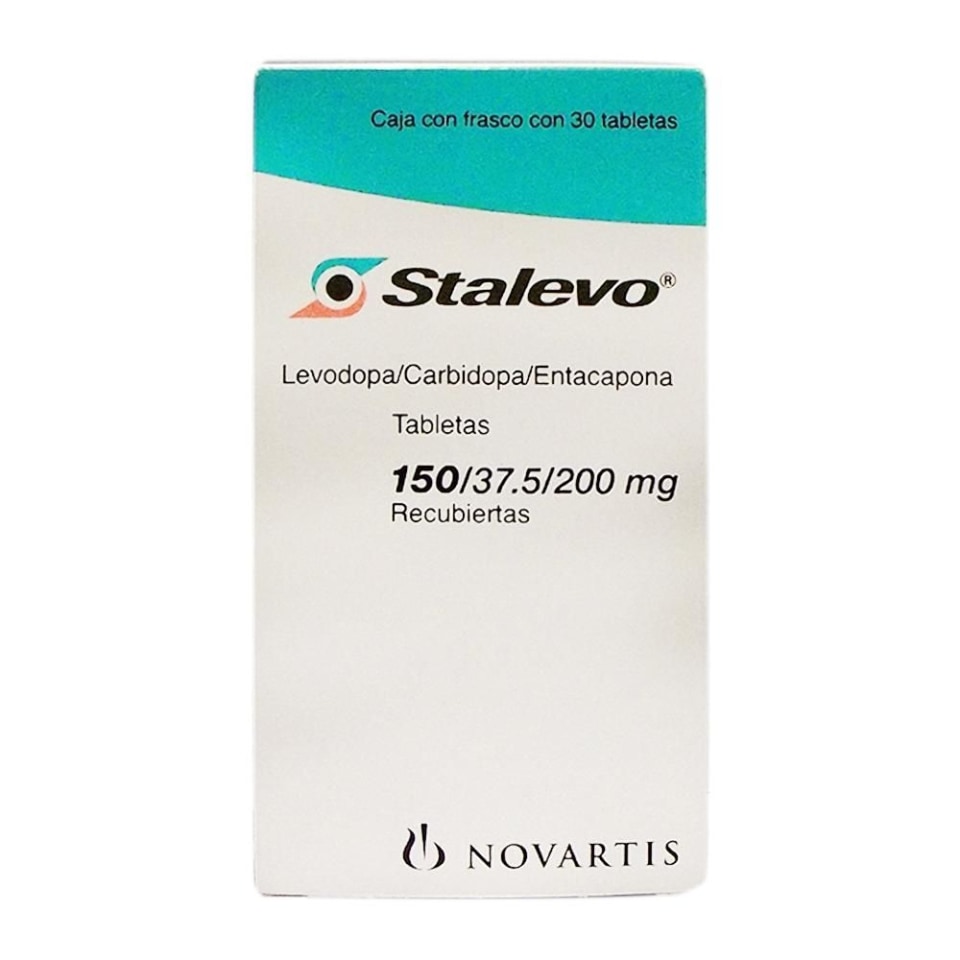 Caja con frasco con 30 tabletas
Stalevo®
Levodopa/Carbidopa/Entacapona
Tabletas
150/37.5/200 mg
Recubiertas
NOVARTIS